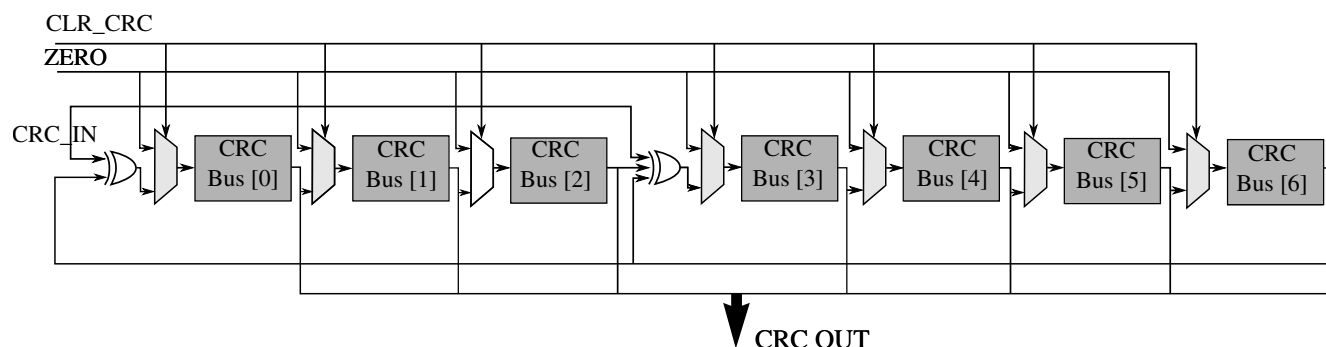 CLR_CRC
ZERO
CRC_IN
CRC
Bus [0]
CRC
Bus [1]
CRC
Bus [2]
CRC
Bus [3]
CRC
Bus [4]
CRC
Bus [5]
CRC
Bus [6]
CRC OUT